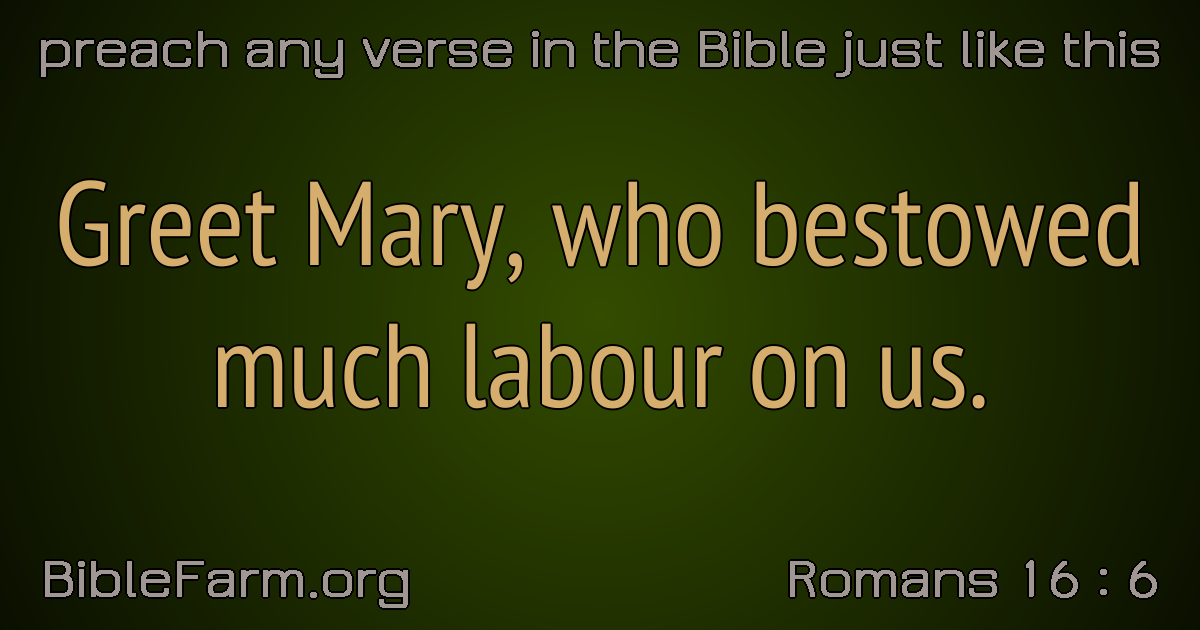 preach any verse in the Bible just like this
Greet Mary, who bestowed
much labour on us.
BibleFarm.org
Romans 16 : 6